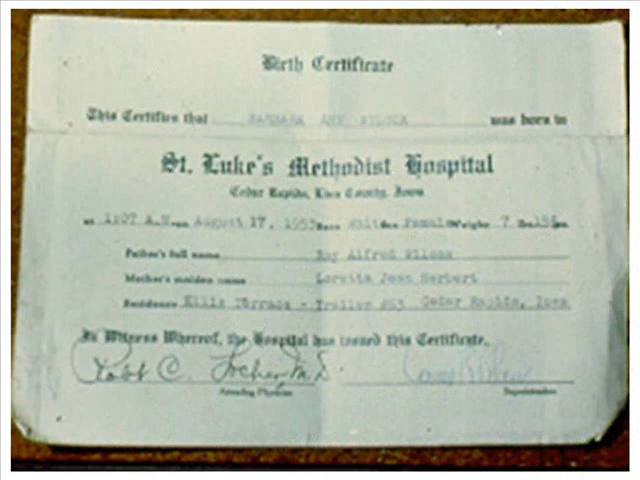 Birth Certificate
This Certifies that BARBARA ANN was born in
St. Luke's Methodist Hospital
Cedar Rapids, Linn County, Iowa
at 1:07 A.M. on August 17, 1953 Race White Sex Female Weight 7 lbs.
Father's full name Roy Alfred Wilcox
Mother's maiden name Loretta Jean Herbert
Residence Ellis Terrace - Trailer Cedar Rapids, Iowa
In Witness Whereof, the Hospital has issued this Certificate.
Robt C. Locher M.D.
Attending Physician Superintendent